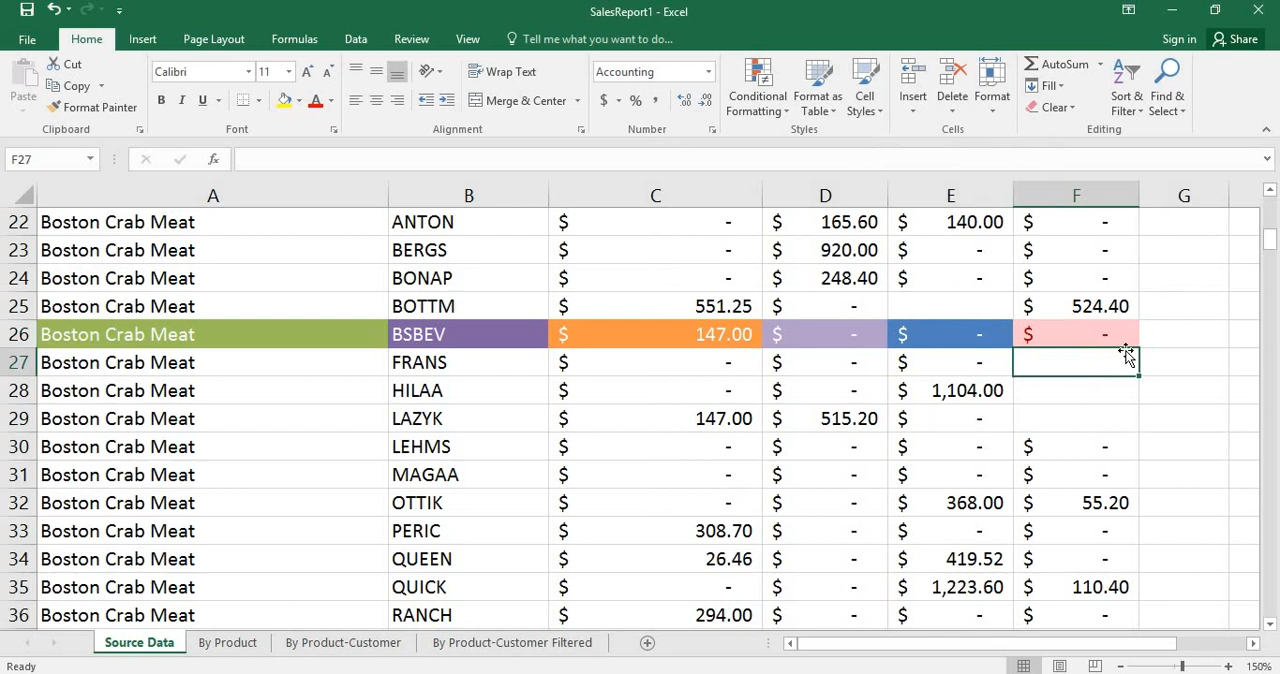 SalesReport1 - Excel
File Home Insert Page Layout Formulas Data Review View Tell me what you want to do... Sign in Share
Paste Cut Copy Format Painter Clipboard
Calibri 11 B I U Font
Wrap Text Merge & Center Alignment
Accounting $ % , Number
Conditional Formatting Format as Table Cell Styles Styles
Insert Delete Format Cells
AutoSum Fill Clear Sort & Filter Find & Select Editing
F27 fx
A B C D E F G
22 Boston Crab Meat ANTON $ - $ 165.60 $ 140.00 $ -
23 Boston Crab Meat BERGS $ - $ 920.00 $ - $ -
24 Boston Crab Meat BONAP $ - $ 248.40 $ - $ -
25 Boston Crab Meat BOTTM $ 551.25 $ - $ 524.40
26 Boston Crab Meat BSBEV $ 147.00 $ - $ - $ -
27 Boston Crab Meat FRANS $ - $ - $ -
28 Boston Crab Meat HILAA $ - $ - $ 1,104.00
29 Boston Crab Meat LAZYK $ 147.00 $ 515.20 $ -
30 Boston Crab Meat LEHMS $ - $ - $ - $ -
31 Boston Crab Meat MAGAA $ - $ - $ - $ -
32 Boston Crab Meat OTTIK $ - $ - $ 368.00 $ 55.20
33 Boston Crab Meat PERIC $ 308.70 $ - $ - $ -
34 Boston Crab Meat QUEEN $ 26.46 $ - $ 419.52 $ -
35 Boston Crab Meat QUICK $ - $ - $ 1,223.60 $ 110.40
36 Boston Crab Meat RANCH $ 294.00 $ - $ - $ -
Source Data By Product By Product-Customer By Product-Customer Filtered
Ready 150%